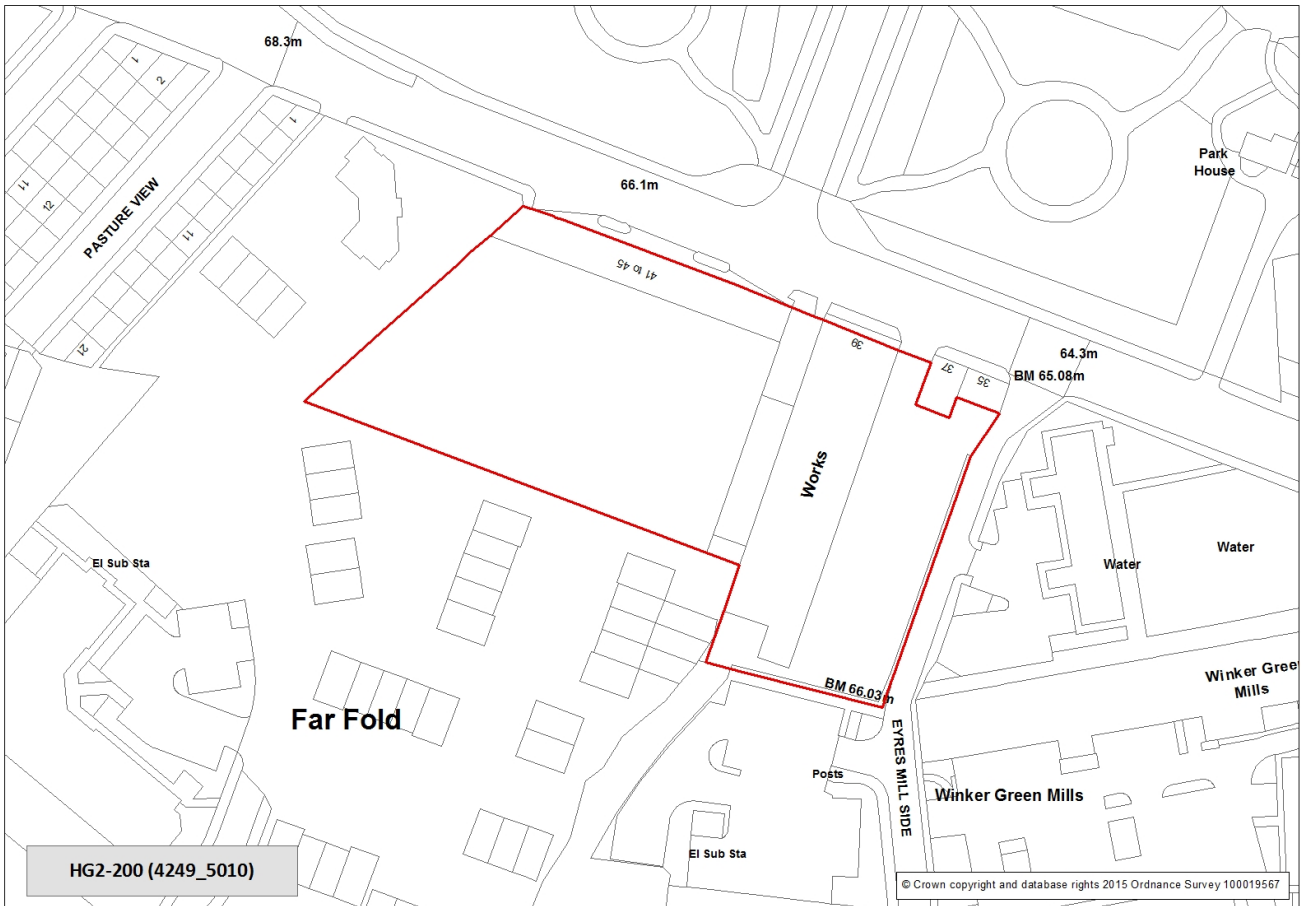 68.3m
1
2
1
Park
House
66.1m
11
12
PASTURE VIEW
11
41 to 45
21
39
37
35
64.3m
BM 65.08m
Works
El Sub Sta
Water
Water
Winker Gree
Mills
BM 66.03m
Far Fold
EYRES MILL SIDE
Posts
Winker Green Mills
El Sub Sta
HG2-200 (4249_5010)
© Crown copyright and database rights 2015 Ordnance Survey 100019567